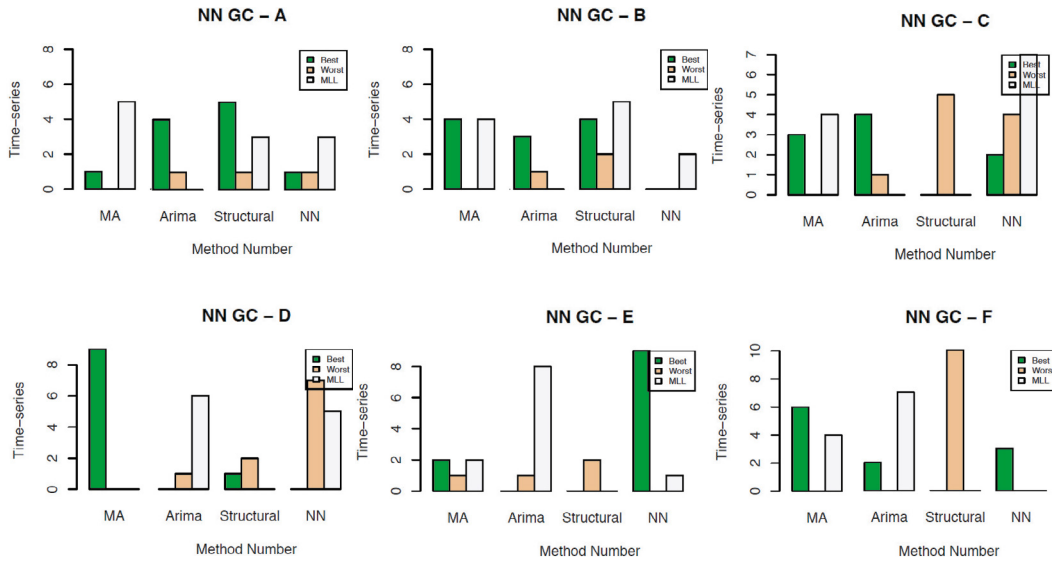 NN GC – A
8
6
4
2
0
Time–series
Best
Worst
MLL
MA Arima Structural NN
Method Number
NN GC – B
8
6
4
2
0
Time–series
Best
Worst
MLL
MA Arima Structural NN
Method Number
NN GC – C
7
6
5
4
3
2
1
0
Time–series
Best
Worst
MLL
MA Arima Structural NN
Method Number
NN GC – D
8
6
4
2
0
Time–series
Best
Worst
MLL
MA Arima Structural NN
Method Number
NN GC – E
8
6
4
2
0
Time–series
Best
Worst
MLL
MA Arima Structural NN
Method Number
NN GC – F
10
8
6
4
2
0
Time–series
Best
Worst
MLL
MA Arima Structural NN
Method Number